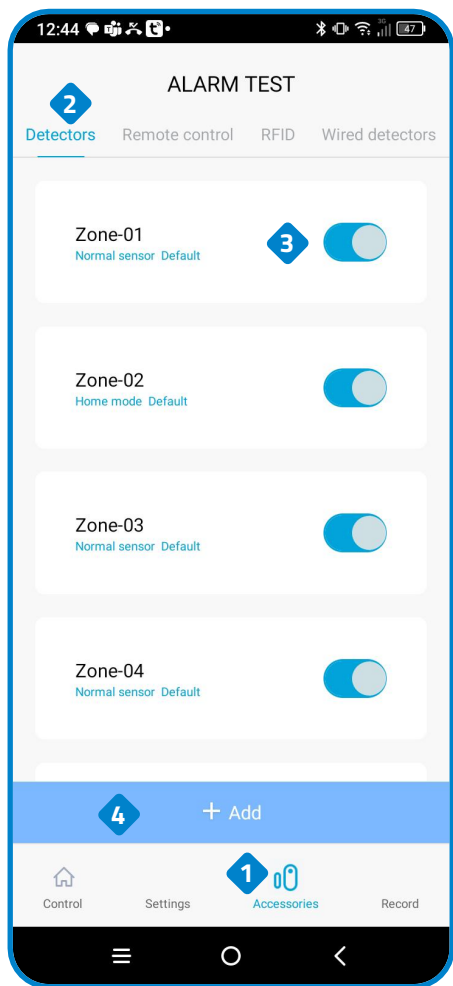 12:44
3G
47
ALARM TEST
2
Detectors Remote control RFID Wired detectors
Zone-01
3
Normal sensor Default
Zone-02
Home mode Default
Zone-03
Normal sensor Default
Zone-04
Normal sensor Default
4
+ Add
1
Control Settings Accessories Record